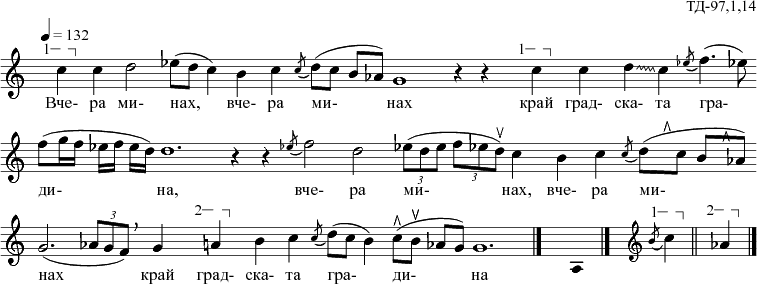 ТД-97,1,14
♩ = 132
1 1
Вче- ра ми- нах, вче- ра ми- нах край град- ска- та гра-
3 3
ди- на, вче- ра ми- нах, вче- ра ми-
3 2 1 2
нах край град- ска- та гра- ди- на